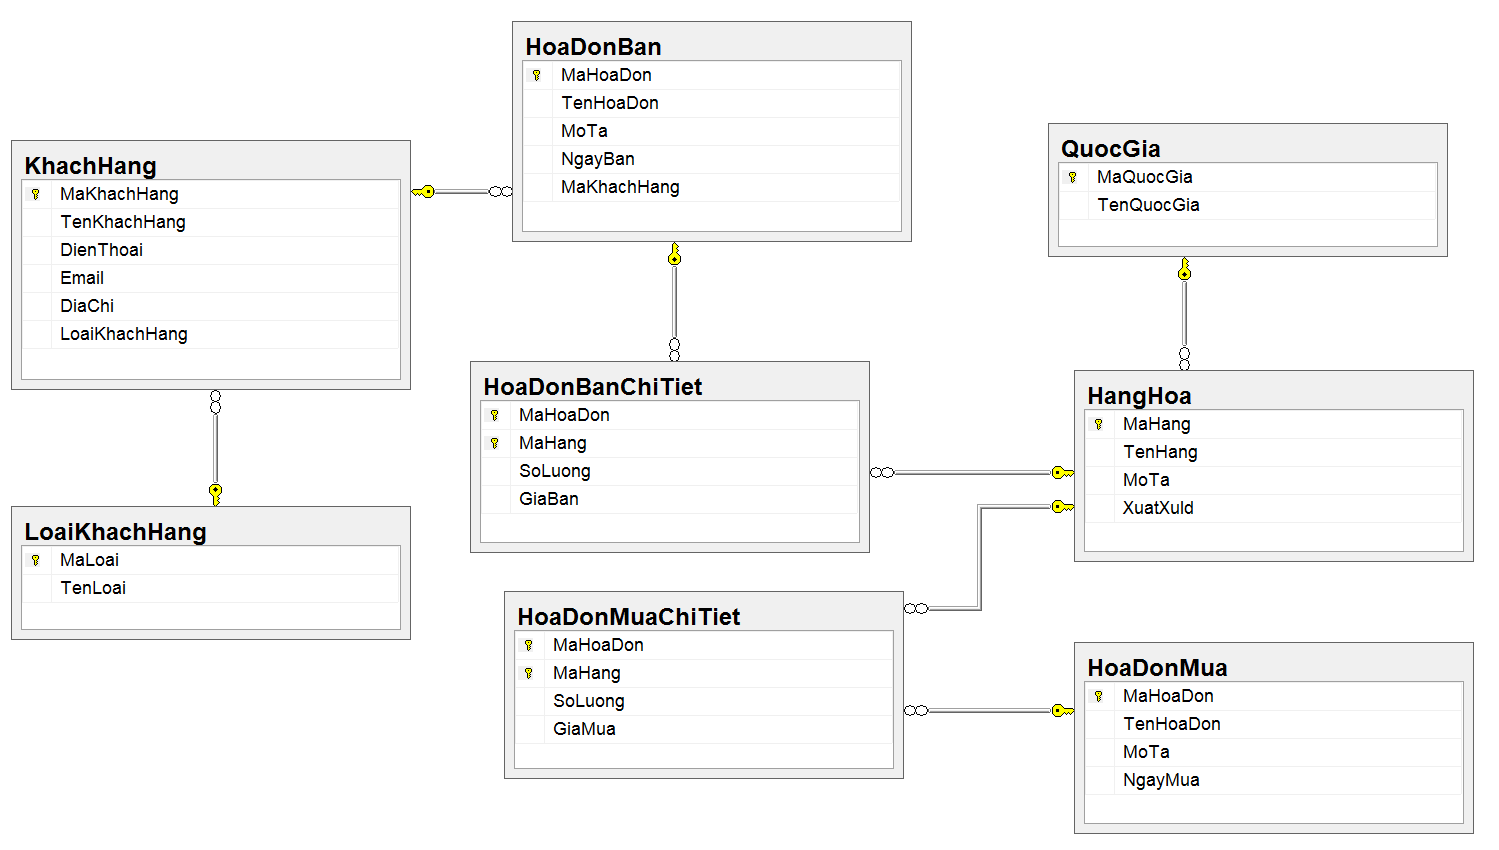 HoaDonBan
MaHoaDon
TenHoaDon
MoTa
NgayBan
MaKhachHang
KhachHang
MaKhachHang
TenKhachHang
DienThoai
Email
DiaChi
LoaiKhachHang
QuocGia
MaQuocGia
TenQuocGia
HoaDonBanChiTiet
MaHoaDon
MaHang
SoLuong
GiaBan
HangHoa
MaHang
TenHang
MoTa
XuatXuId
LoaiKhachHang
MaLoai
TenLoai
HoaDonMuaChiTiet
MaHoaDon
MaHang
SoLuong
GiaMua
HoaDonMua
MaHoaDon
TenHoaDon
MoTa
NgayMua